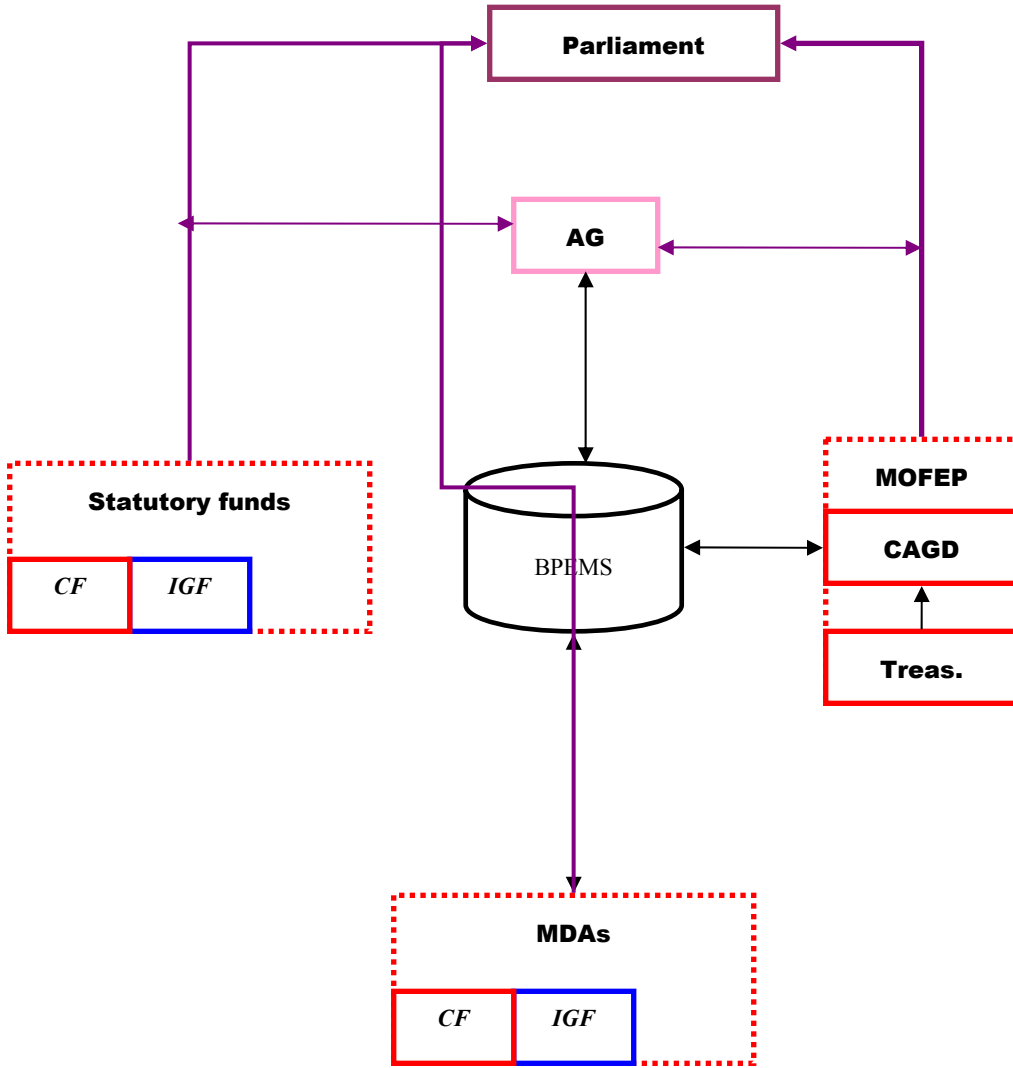 Parliament
AG
Statutory funds
CF
IGF
BPEMS
MOFEP
CAGD
Treas.
MDAs
CF
IGF